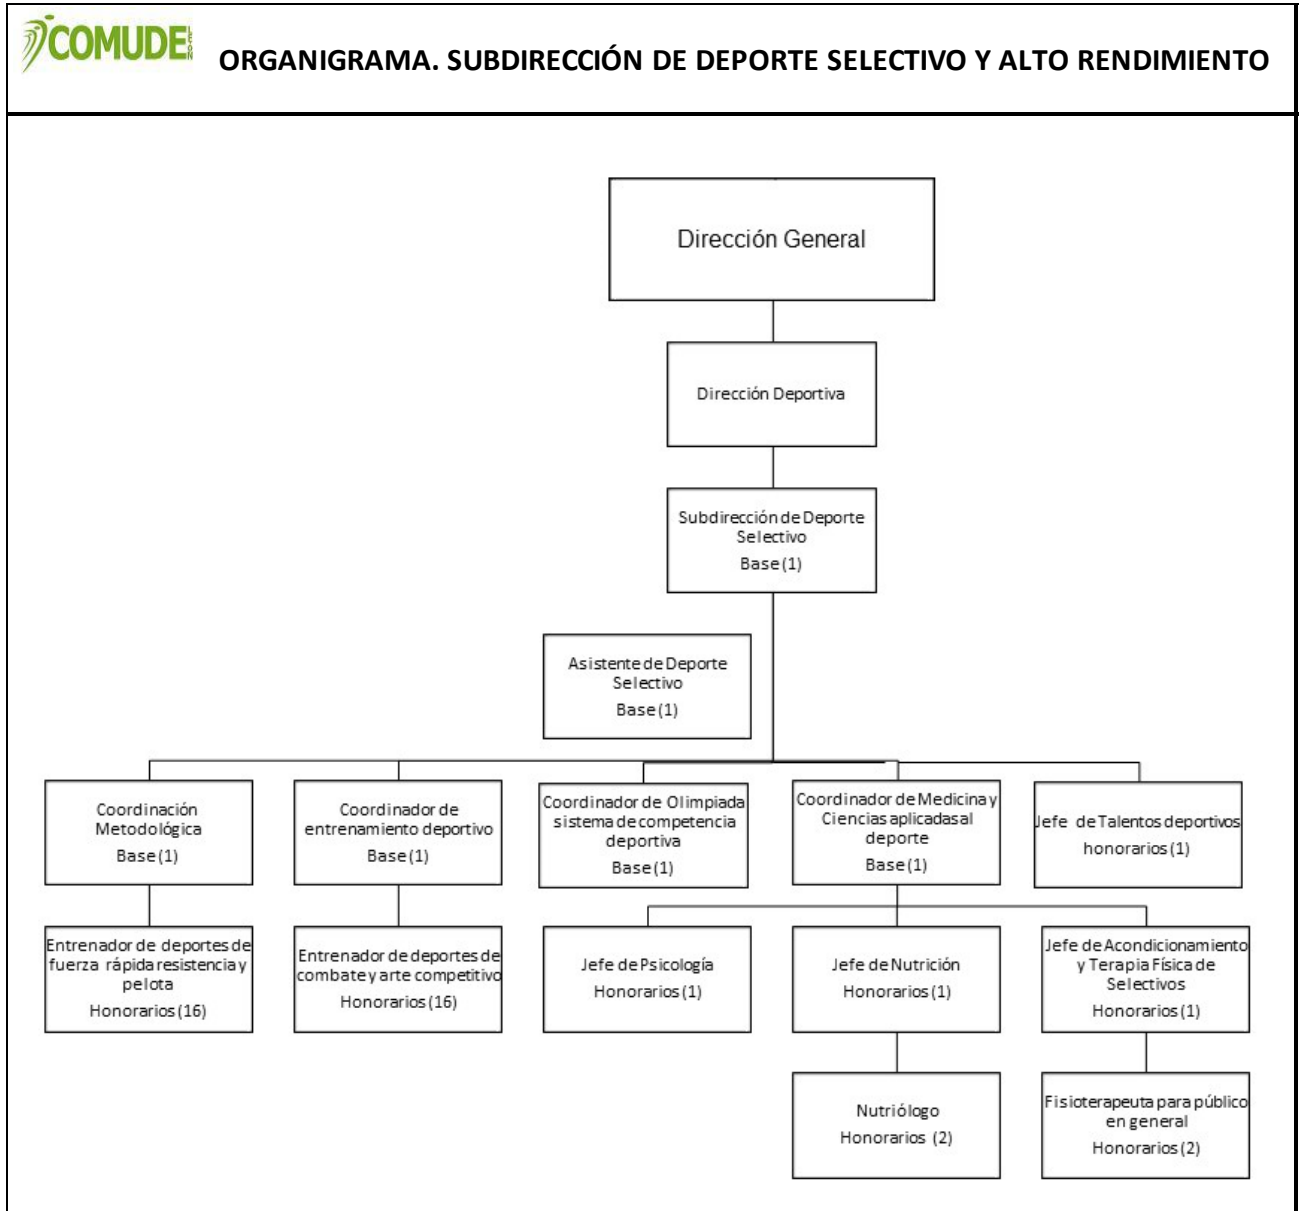 COMUDE LEON
ORGANIGRAMA. SUBDIRECCIÓN DE DEPORTE SELECTIVO Y ALTO RENDIMIENTO
Dirección General
Dirección Deportiva
Subdirección de Deporte
Selectivo
Base (1)
Asistente de Deporte
Selectivo
Base (1)
Coordinación
Metodológica
Base (1)
Coordinador de
entrenamiento deportivo
Base (1)
Coordinador de Olimpiada
sistema de competencia
deportiva
Base (1)
Coordinador de Medicina y
Ciencias aplicadas al
deporte
Base (1)
Jefe de Talentos deportivos
honorarios (1)
Entrenador de deportes de
fuerza rápida resistencia y
pelota
Honorarios (16)
Entrenador de deportes de
combate y arte competitivo
Honorarios (16)
Jefe de Psicología
Honorarios (1)
Jefe de Nutrición
Honorarios (1)
Jefe de Acondicionamiento
y Terapia Física de
Selectivos
Honorarios (1)
Nutriólogo
Honorarios (2)
Fisioterapeuta para público
en general
Honorarios (2)